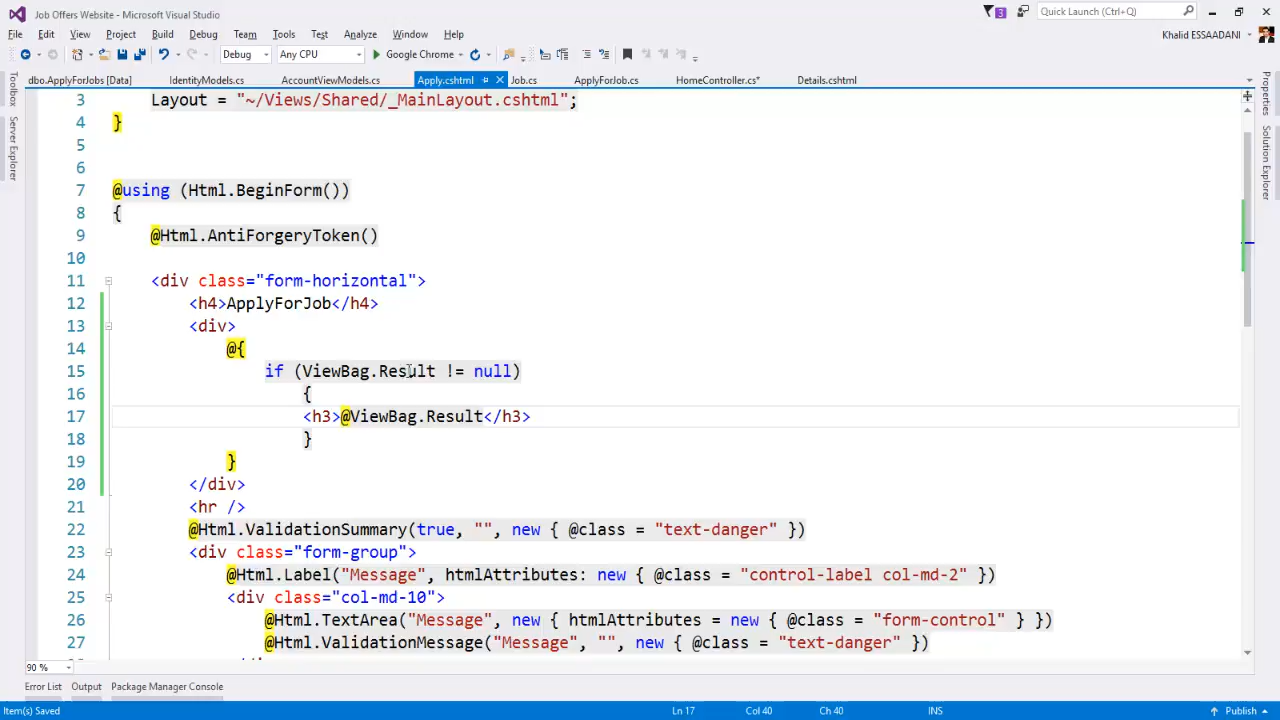 Job Offers Website - Microsoft Visual Studio
3
Quick Launch (Ctrl+Q)
File Edit View Project Build Debug Team Tools Test Analyze Window Help
Khalid ESSAADANI
Debug Any CPU Google Chrome
dbo.ApplyForJobs [Data] IdentityModels.cs AccountViewModels.cs Apply.cshtml Job.cs ApplyForJob.cs HomeController.cs* Details.cshtml
Toolbox
Server Explorer
Properties
Solution Explorer
3 Layout = "~/Views/Shared/_MainLayout.cshtml";
4 }
5
6
7 @using (Html.BeginForm())
8 {
9 @Html.AntiForgeryToken()
10
11 <div class="form-horizontal">
12 <h4>ApplyForJob</h4>
13 <div>
14 @{
15 if (ViewBag.Result != null)
16 {
17 <h3>@ViewBag.Result</h3>
18 }
19 }
20 </div>
21 <hr />
22 @Html.ValidationSummary(true, "", new { @class = "text-danger" })
23 <div class="form-group">
24 @Html.Label("Message", htmlAttributes: new { @class = "control-label col-md-2" })
25 <div class="col-md-10">
26 @Html.TextArea("Message", new { htmlAttributes = new { @class = "form-control" } })
27 @Html.ValidationMessage("Message", "", new { @class = "text-danger" })
90 %
Error List Output Package Manager Console
Item(s) Saved Ln 17 Col 40 Ch 40 INS Publish